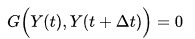 G(Y(t), Y(t + Δt)) = 0